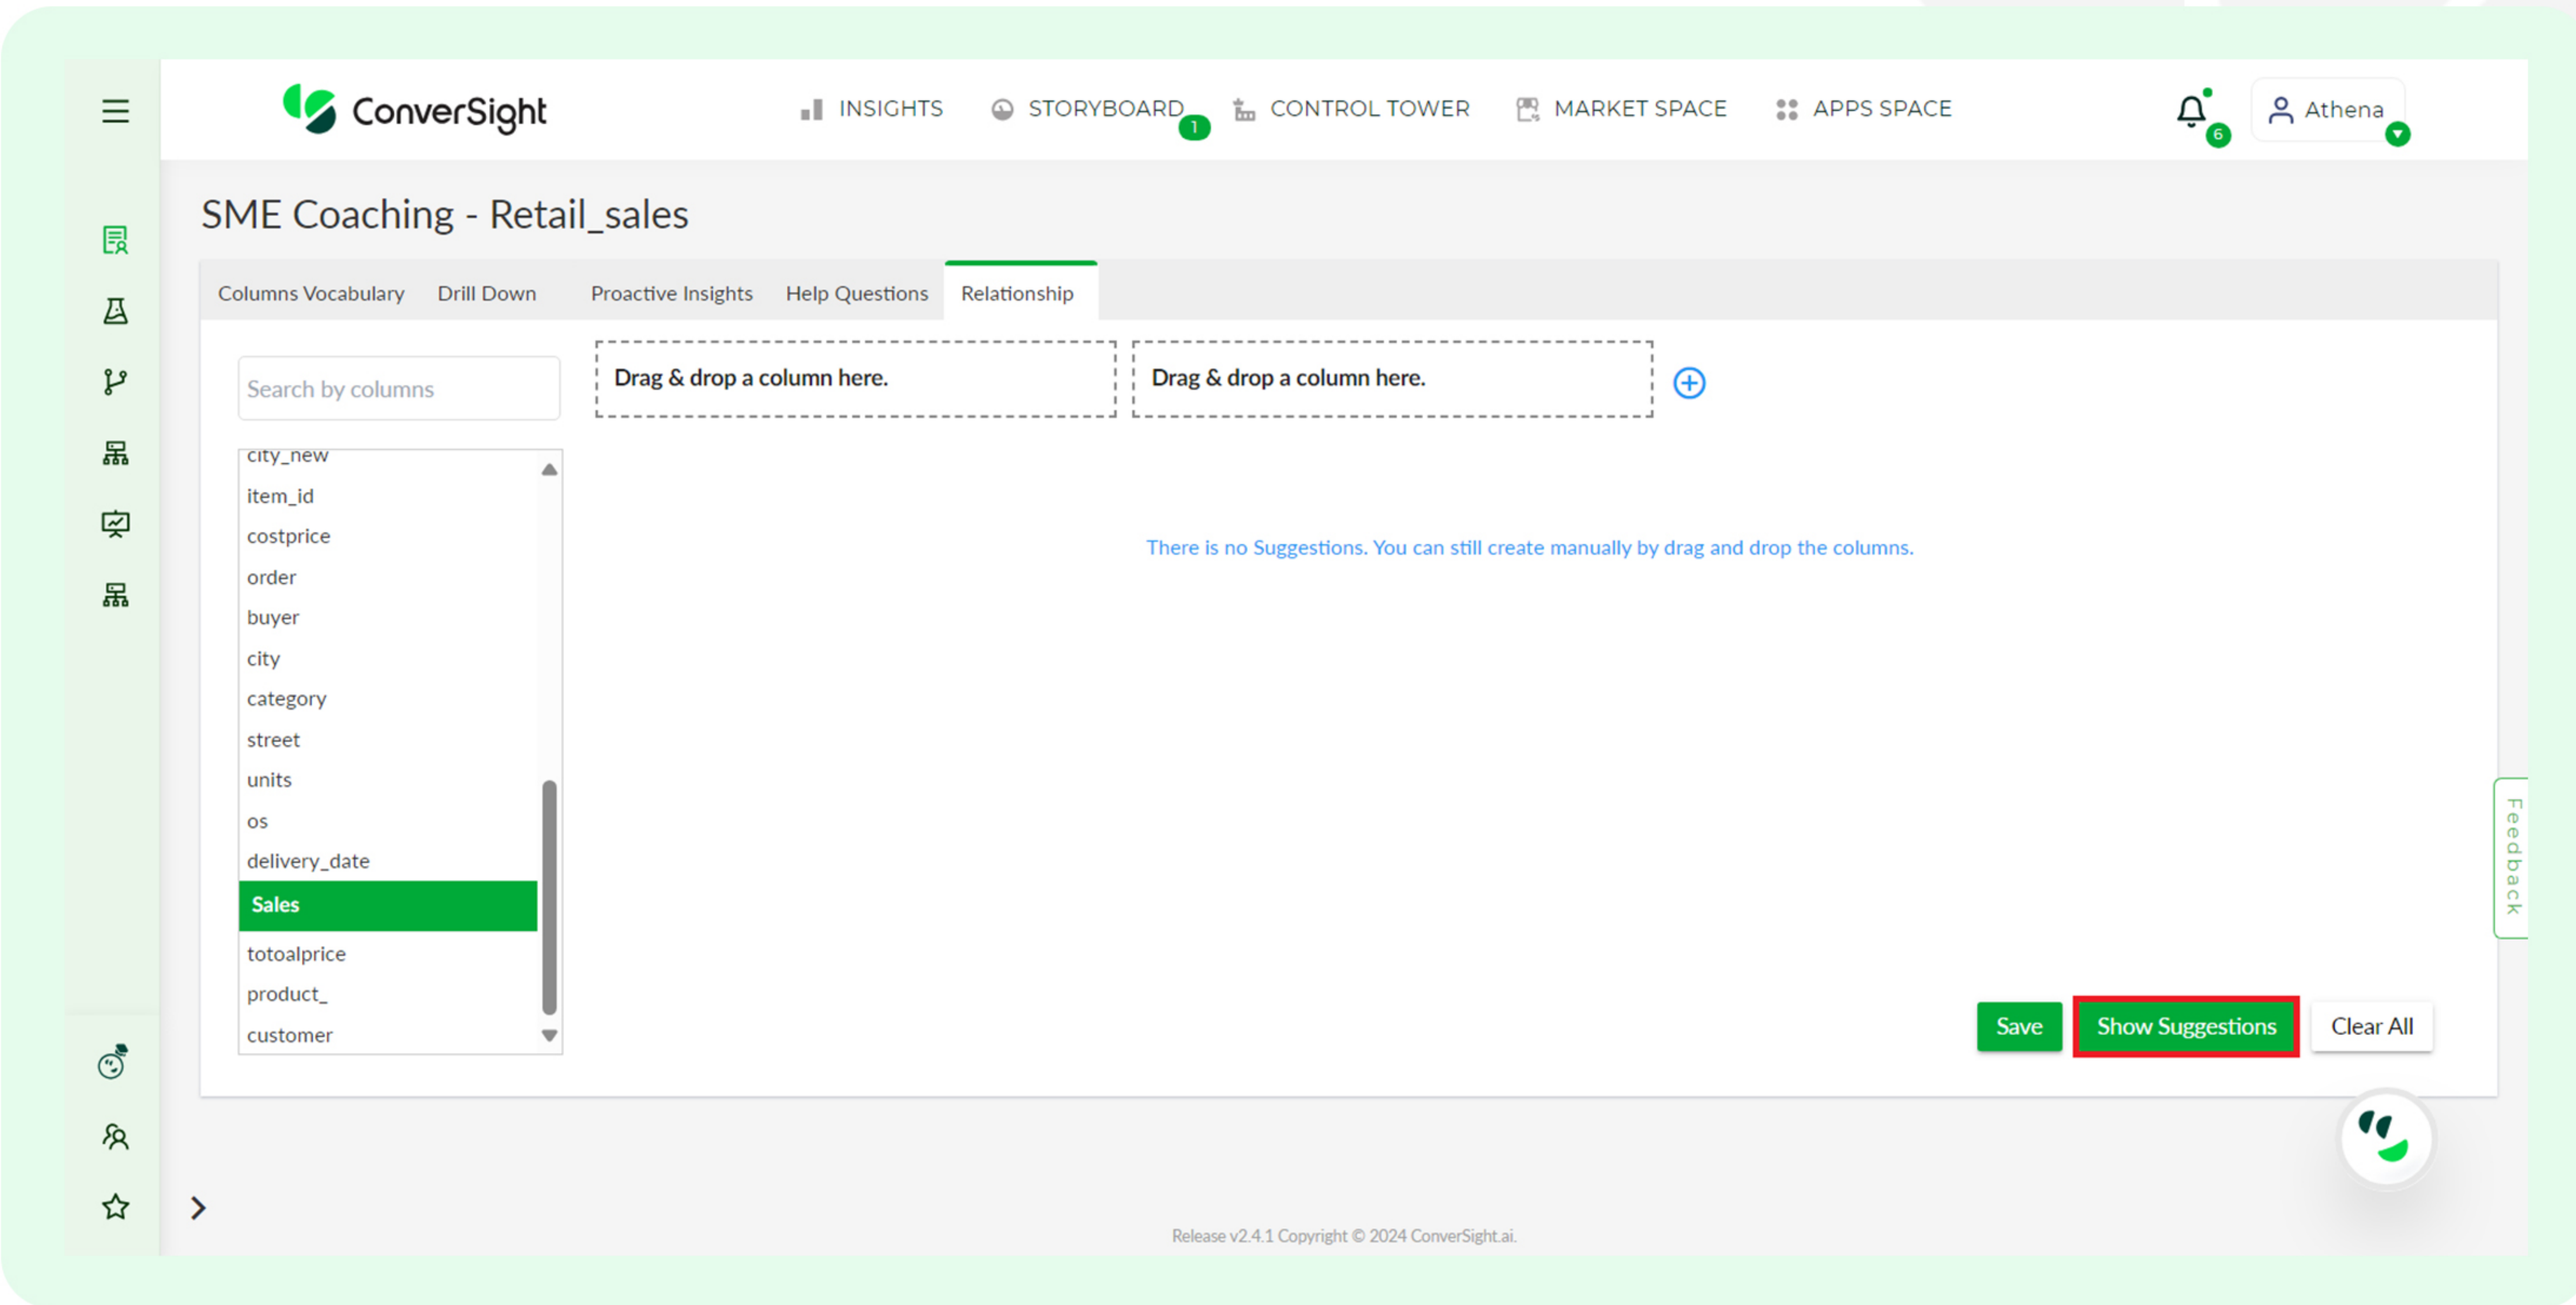 ConverSight
INSIGHTS
STORYBOARD
1
CONTROL TOWER
MARKET SPACE
APPS SPACE
6
Athena
SME Coaching - Retail_sales
Columns Vocabulary
Drill Down
Proactive Insights
Help Questions
Relationship
Search by columns
Drag & drop a column here.
Drag & drop a column here.
city_new
item_id
costprice
order
buyer
city
category
street
units
os
delivery_date
Sales
totoalprice
product_
customer
There is no Suggestions. You can still create manually by drag and drop the columns.
Feedback
Save
Show Suggestions
Clear All
Release v2.4.1 Copyright © 2024 ConverSight.ai.